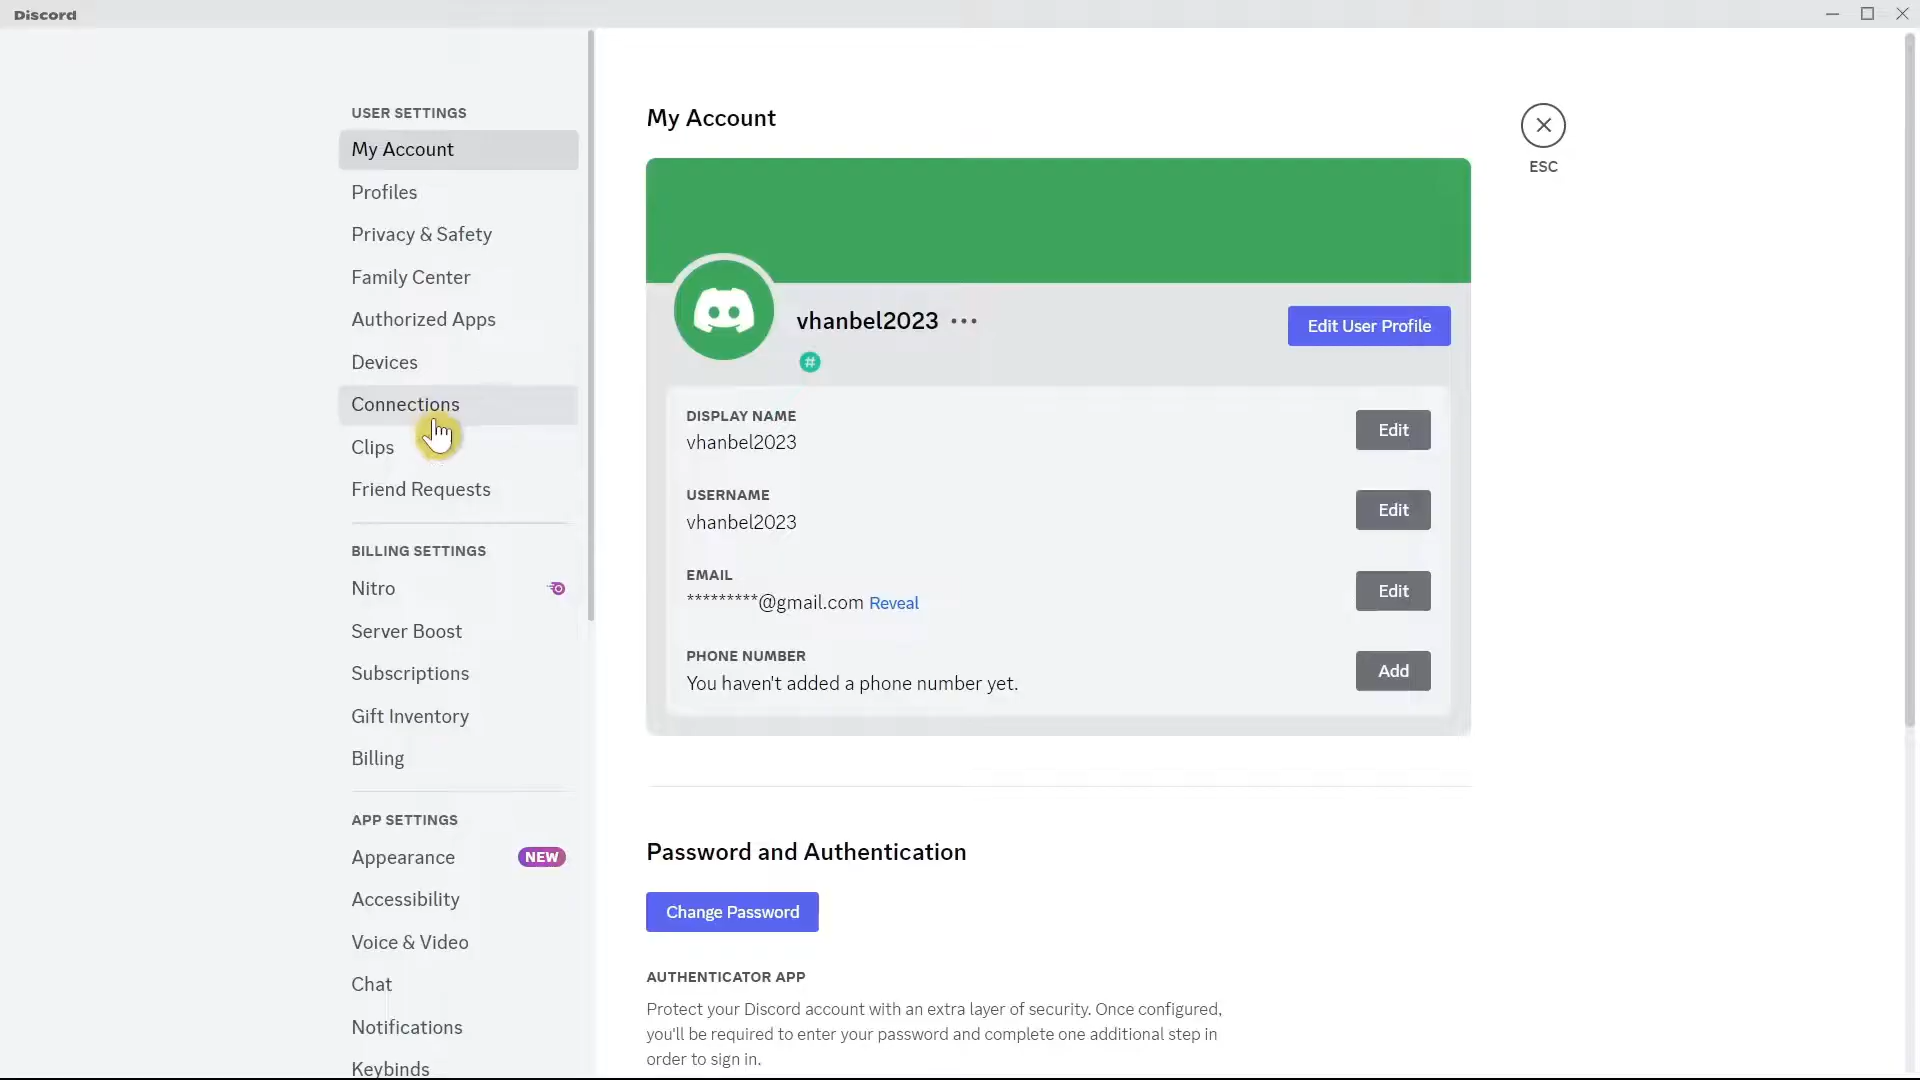 Discord
USER SETTINGS
My Account
Profiles
Privacy & Safety
Family Center
Authorized Apps
Devices
Connections
Clips
Friend Requests
BILLING SETTINGS
Nitro
Server Boost
Subscriptions
Gift Inventory
Billing
APP SETTINGS
Appearance NEW
Accessibility
Voice & Video
Chat
Notifications
Keybinds
My Account
ESC
vhanbel2023 •••
#
Edit User Profile
DISPLAY NAME
vhanbel2023
Edit
USERNAME
vhanbel2023
Edit
EMAIL
*********@gmail.com Reveal
Edit
PHONE NUMBER
You haven't added a phone number yet.
Add
Password and Authentication
Change Password
AUTHENTICATOR APP
Protect your Discord account with an extra layer of security. Once configured,
you'll be required to enter your password and complete one additional step in
order to sign in.